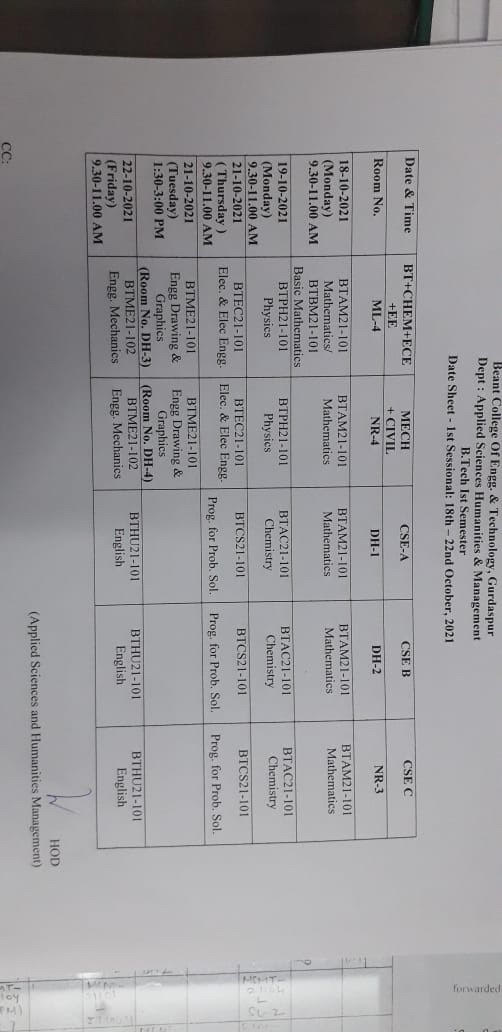 Beant College Of Engg. & Technology, Gurdaspur
Dept : Applied Sciences Humanities & Management
B.Tech Ist Semester
Date Sheet - 1st Sessional: 18th – 22nd October, 2021
Date & Time BT+CHEM+ECE +EE MECH + CIVIL CSE-A CSE B CSE C
Room No. ML-4 NR-4 DH-1 DH-2 NR-3
18-10-2021 BTAM21-101 BTAM21-101 BTAM21-101 BTAM21-101 BTAM21-101
(Monday) Mathematics/ Mathematics Mathematics Mathematics Mathematics
9.30-11.00 AM BTBM21-101
Basic Mathematics
19-10-2021 BTPH21-101 BTPH21-101 BTAC21-101 BTAC21-101 BTAC21-101
(Monday) Physics Physics Chemistry Chemistry Chemistry
9.30-11.00 AM
21-10-2021 BTEC21-101 BTEC21-101 BTCS21-101 BTCS21-101 BTCS21-101
( Thursday ) Elec. & Elec Engg. Elec. & Elec Engg. Prog. for Prob. Sol. Prog. for Prob. Sol. Prog. for Prob. Sol.
9.30-11.00 AM
21-10-2021 BTME21-101 BTME21-101
(Tuesday) Engg Drawing & Engg Drawing &
1:30-3:00 PM Graphics Graphics
(Room No. DH-3) (Room No. DH-4)
22-10-2021 BTME21-102 BTME21-102 BTHU21-101 BTHU21-101 BTHU21-101
(Friday) Engg. Mechanics Engg. Mechanics English English English
9.30-11.00 AM
HOD
(Applied Sciences and Humanities Management)
CC:
forwarded